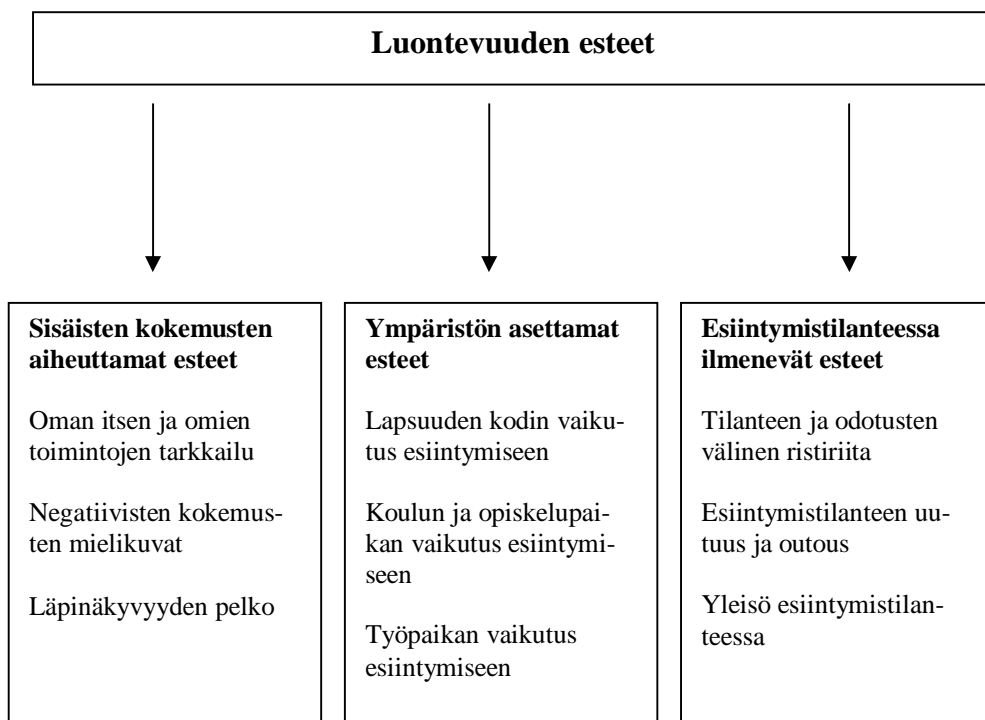 Luontevuuden esteet
Sisäisten kokemusten
aiheuttamat esteet
Oman itsen ja omien
toimintojen tarkkailu
Negatiivisten kokemus-
ten mielikuvat
Läpinäkyvyyden pelko
Ympäristön asettamat
esteet
Lapsuuden kodin vaiku-
tus esiintymiseen
Koulun ja opiskelupai-
kan vaikutus esiintymi-
seen
Työpaikan vaikutus
esiintymiseen
Esiintymistilanteessa
ilmenevät esteet
Tilanteen ja odotusten
välinen ristiriita
Esiintymistilanteen uu-
tuus ja outous
Yleisö esiintymistilan-
teessa